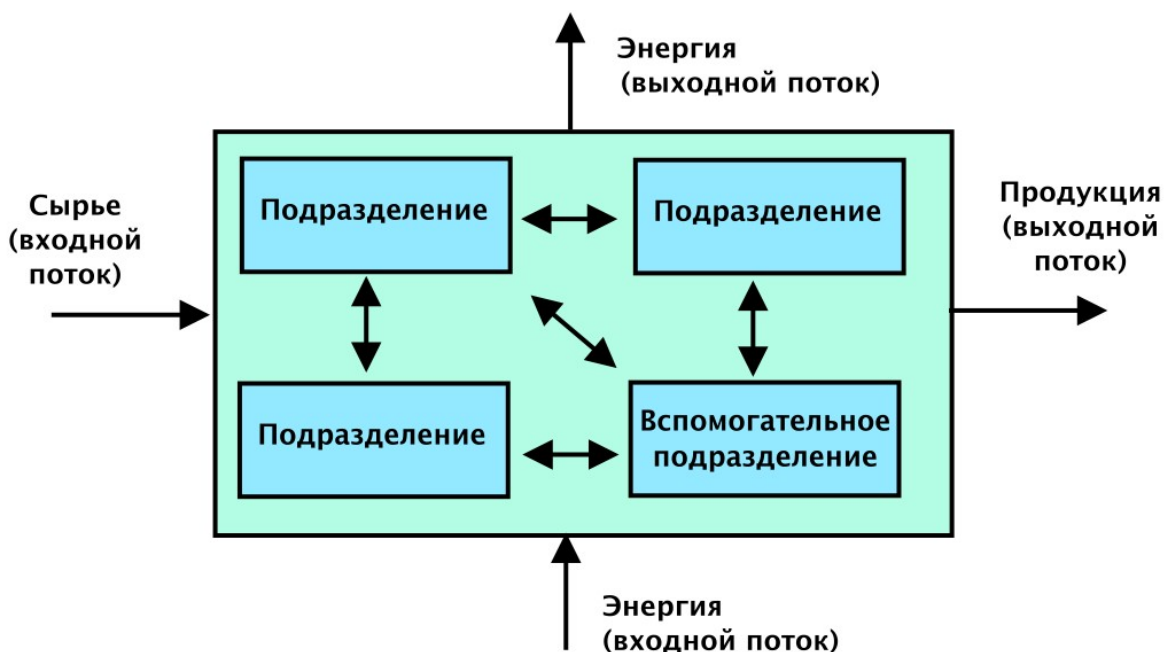 Энергия
(выходной поток)
Сырье
(входной
поток)
Подразделение
Подразделение
Продукция
(выходной
поток)
Подразделение
Вспомогательное
подразделение
Энергия
(входной поток)